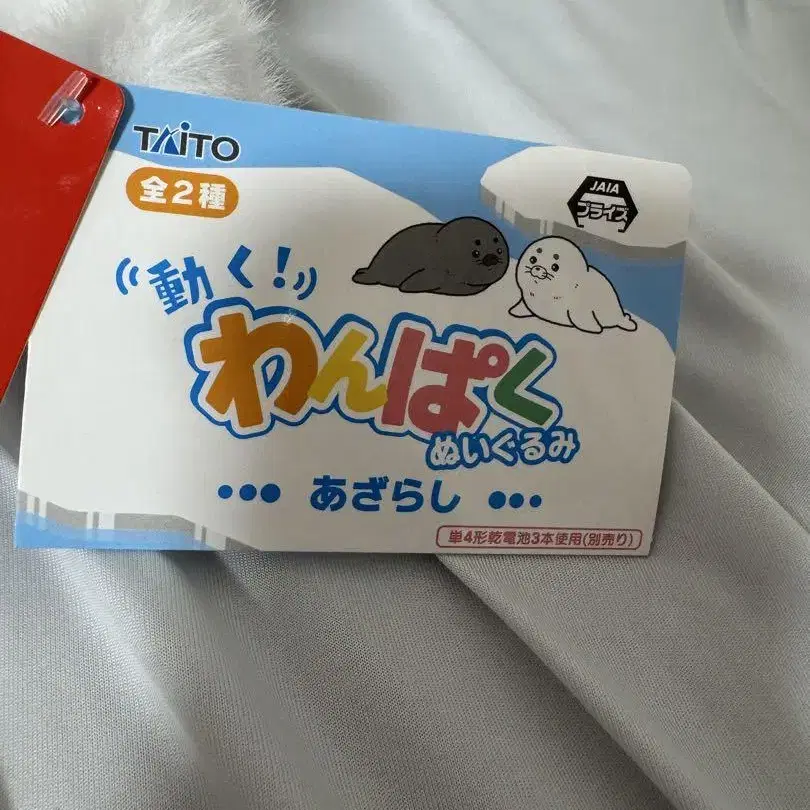 TAITO
全2種
JAIA
プライズ
動く!
わんぱく
ぬいぐるみ
••• あざらし •••
単4形乾電池3本使用(別売り)